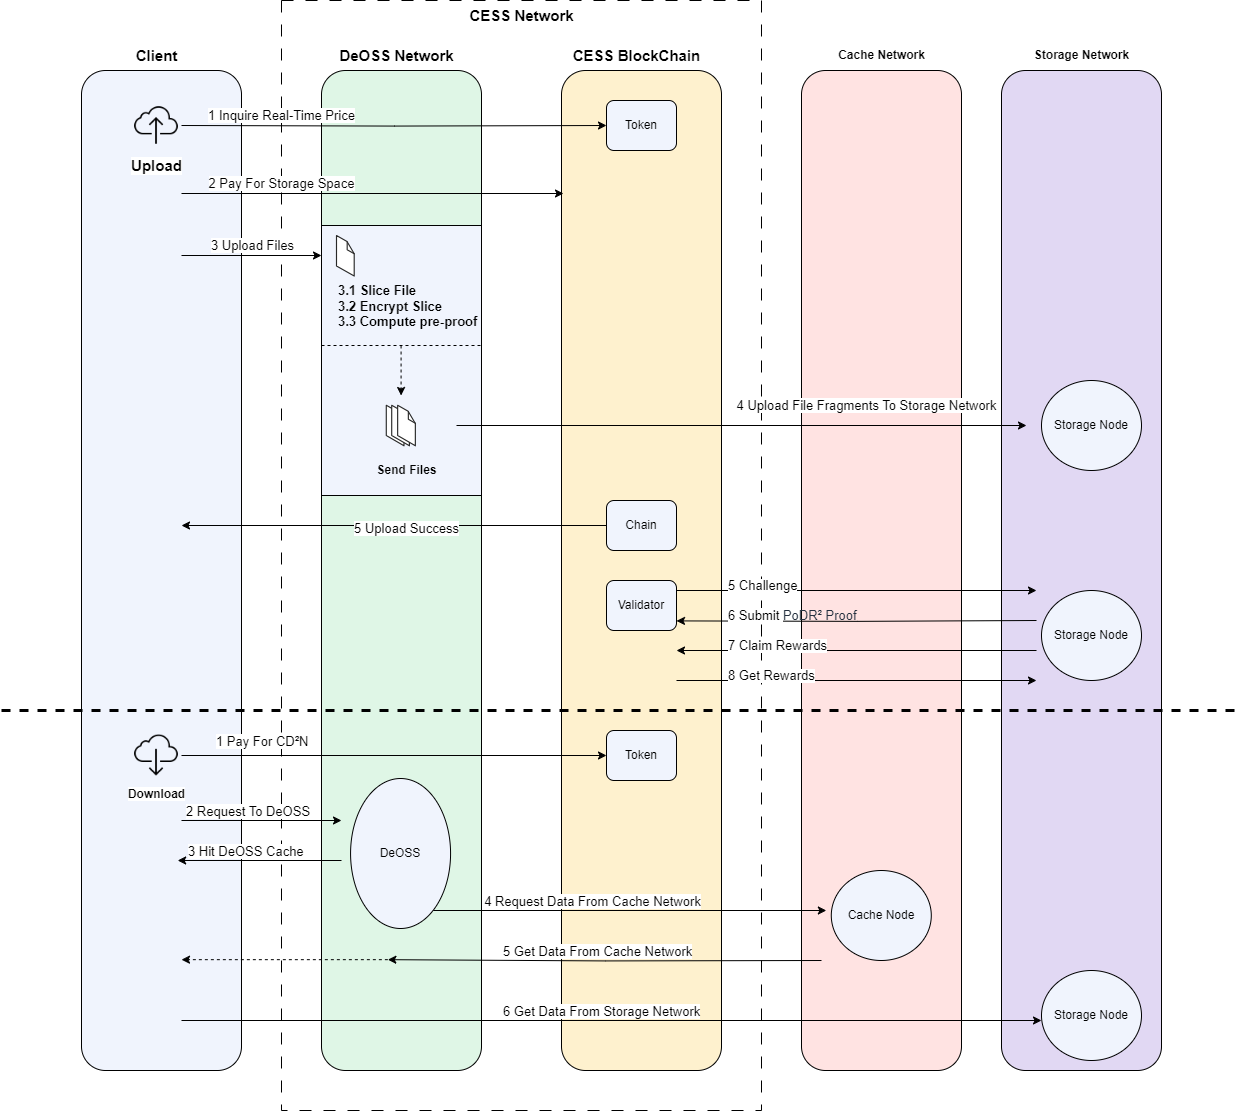 CESS Network
Client
DeOSS Network
CESS BlockChain
Cache Network
Storage Network
1 Inquire Real-Time Price
Token
Upload
2 Pay For Storage Space
3 Upload Files
3.1 Slice File
3.2 Encrypt Slice
3.3 Compute pre-proof
4 Upload File Fragments To Storage Network
Storage Node
Send Files
5 Upload Success
Chain
5 Challenge
Validator
6 Submit PoDR² Proof
Storage Node
7 Claim Rewards
8 Get Rewards
1 Pay For CD²N
Token
Download
2 Request To DeOSS
3 Hit DeOSS Cache
DeOSS
4 Request Data From Cache Network
Cache Node
5 Get Data From Cache Network
6 Get Data From Storage Network
Storage Node